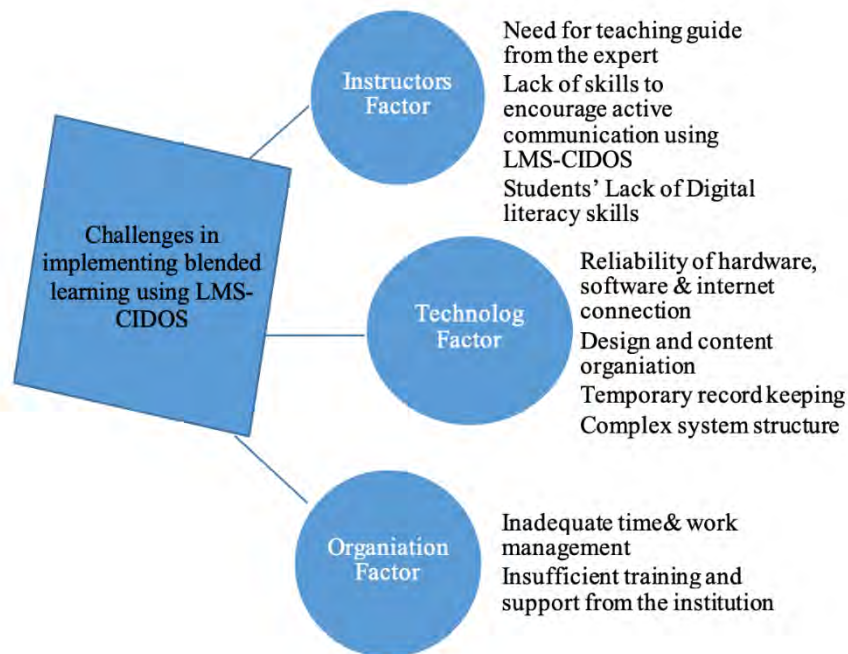 Challenges in
implementing blended
learning using LMS-
CIDOS
Instructors
Factor
Need for teaching guide
from the expert
Lack of skills to
encourage active
communication using
LMS-CIDOS
Students’ Lack of Digital
literacy skills
Technolog
Factor
Reliability of hardware,
software & internet
connection
Design and content
organiation
Temporary record keeping
Complex system structure
Organiation
Factor
Inadequate time& work
management
Insufficient training and
support from the institution